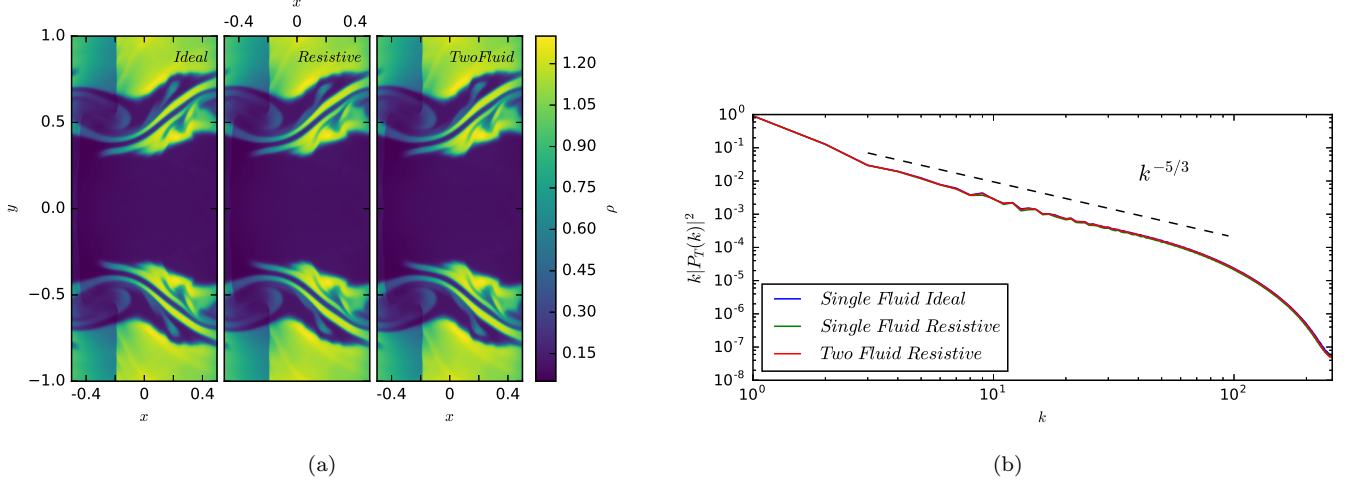 x
-0.4 0 0.4
1.0
0.5
0.0
−0.5
−1.0
y
Ideal
Resistive
TwoFluid
-0.4 0 0.4
-0.4 0 0.4
x
x
1.20
1.05
0.90
0.75
0.60
0.45
0.30
0.15
ρ
(a)
10^0
10^-1
10^-2
10^-3
10^-4
10^-5
10^-6
10^-7
10^-8
k|P_T(k)|^2
k^{-5/3}
Single Fluid Ideal
Single Fluid Resistive
Two Fluid Resistive
10^0 10^1 10^2
k
(b)